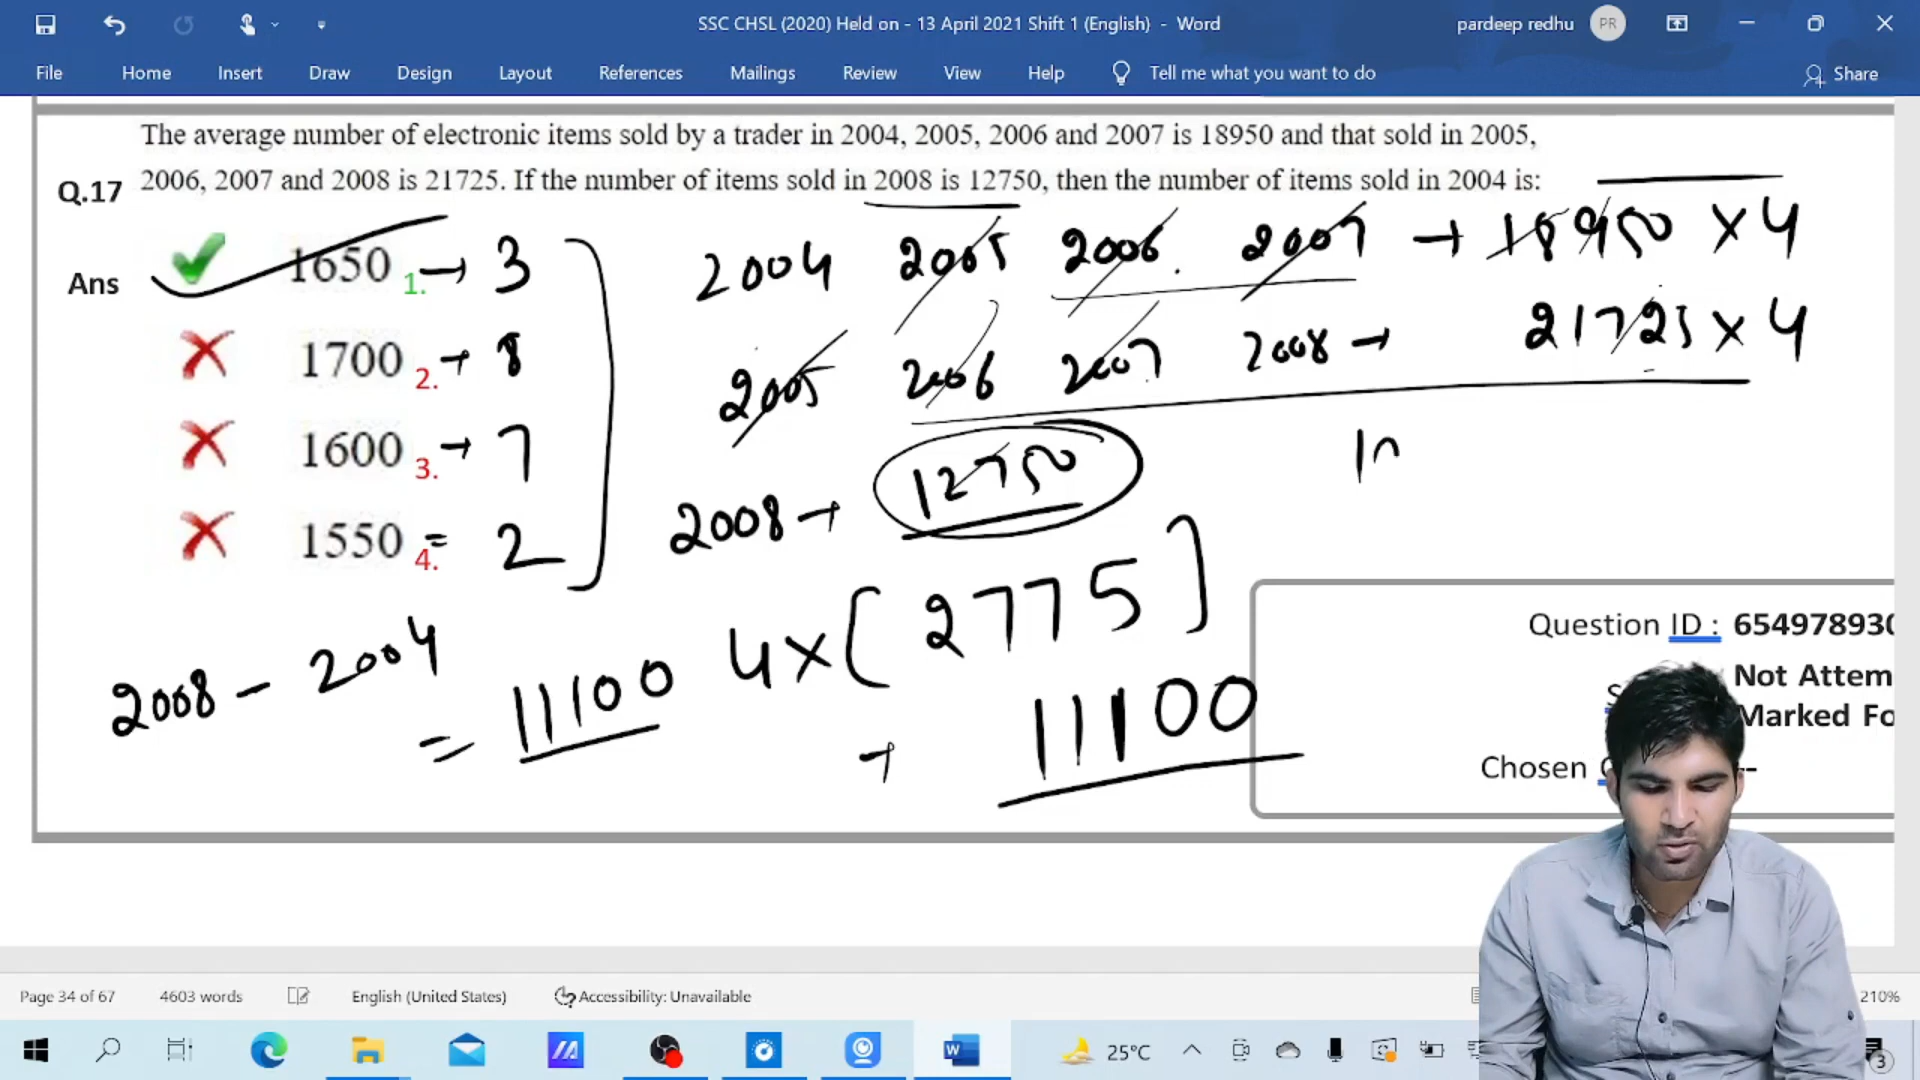 SSC CHSL (2020) Held on - 13 April 2021 Shift 1 (English) - Word
pardeep redhu PR
File Home Insert Draw Design Layout References Mailings Review View Help Tell me what you want to do Share
The average number of electronic items sold by a trader in 2004, 2005, 2006 and 2007 is 18950 and that sold in 2005,
Q.17 2006, 2007 and 2008 is 21725. If the number of items sold in 2008 is 12750, then the number of items sold in 2004 is:
Ans 1650 1. → 3
1700 2. → 8
1600 3. → 7
1550 4. = 2
2004 2005 2006 2007 → 18950 × 4
2005 2006 2007 2008 → 21725 × 4
2008 → 12750
4×[2775]
2008 - 2004
= 11100
→ 11100
Question ID : 65497893
Not Attem
Marked Fo
Chosen
--
Page 34 of 67 4603 words English (United States) Accessibility: Unavailable 210%
25°C
3